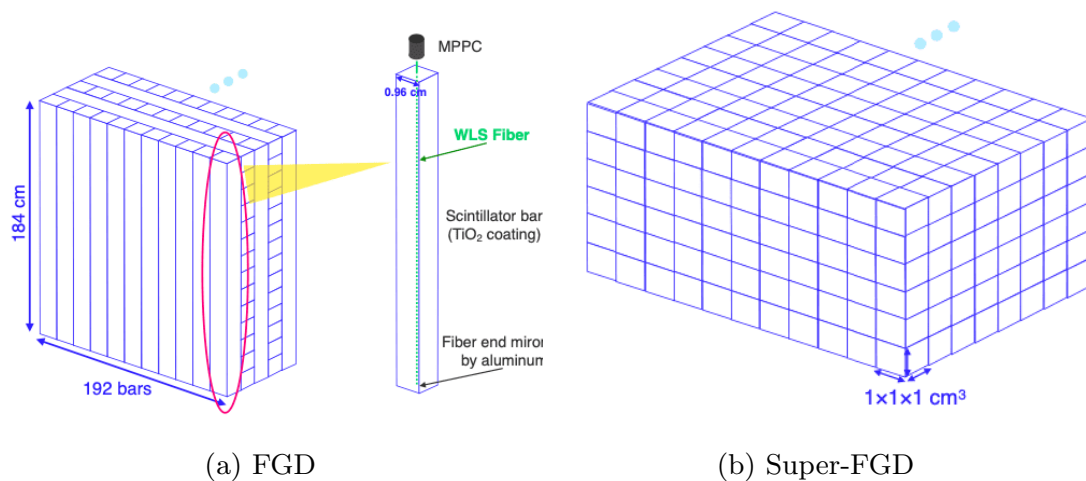 MPPC
0.96 cm
WLS Fiber
184 cm
Scintillator bar
(TiO₂ coating)
Fiber end miror
by aluminum
192 bars
1×1×1 cm³
(a) FGD
(b) Super-FGD